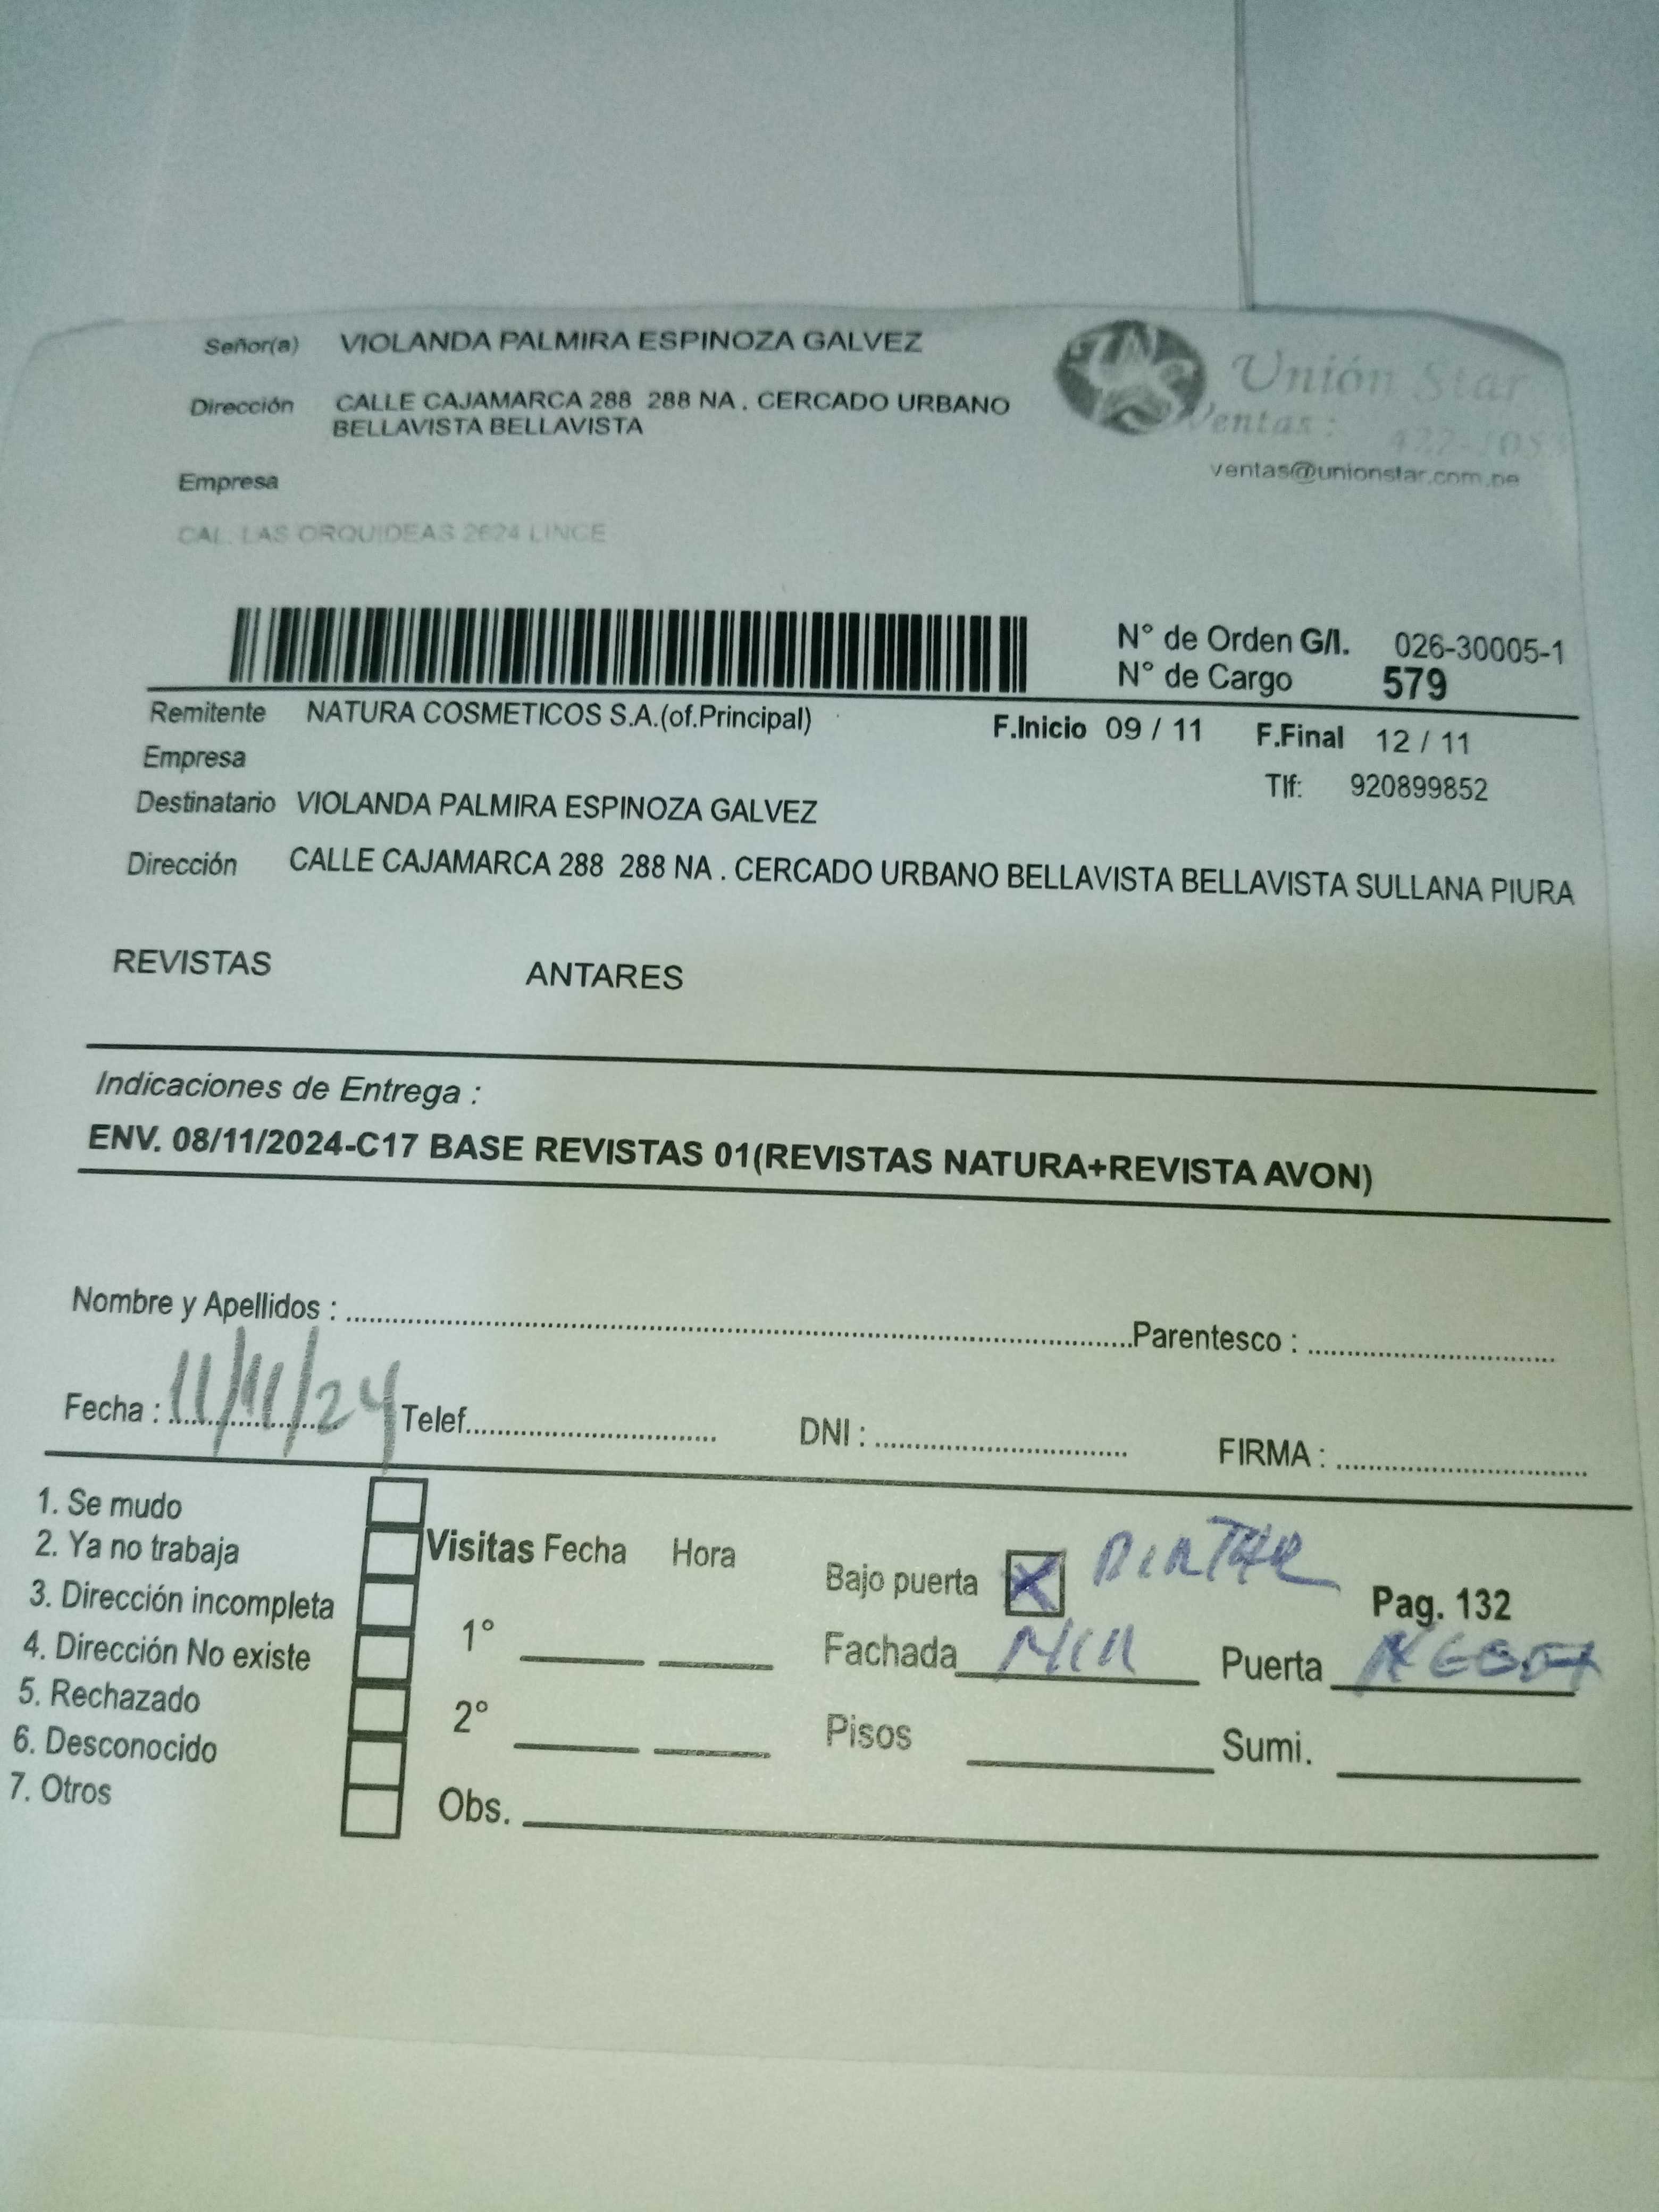 Señor(a) VIOLANDA PALMIRA ESPINOZA GALVEZ
Unión Star
Dirección CALLE CAJAMARCA 288 288 NA . CERCADO URBANO
BELLAVISTA BELLAVISTA
Ventas :
ventas@unionstar.com.pe
Empresa
CAL. LAS ORQUIDEAS 2624 LINCE
N° de Orden G/I. 026-30005-1
N° de Cargo 579
Remitente NATURA COSMETICOS S.A.(of.Principal) F.Inicio 09 / 11 F.Final 12 / 11
Empresa
Tlf: 920899852
Destinatario VIOLANDA PALMIRA ESPINOZA GALVEZ
Dirección CALLE CAJAMARCA 288 288 NA . CERCADO URBANO BELLAVISTA BELLAVISTA SULLANA PIURA
REVISTAS ANTARES
Indicaciones de Entrega :
ENV. 08/11/2024-C17 BASE REVISTAS 01(REVISTAS NATURA+REVISTA AVON)
Nombre y Apellidos : Parentesco :
Fecha : 11/11/24 Telef. DNI : FIRMA :
1. Se mudo
2. Ya no trabaja
3. Dirección incompleta
4. Dirección No existe
5. Rechazado
6. Desconocido
7. Otros
Visitas Fecha Hora
1°
2°
Obs.
Bajo puerta X
Pag. 132
Fachada Puerta
Pisos Sumi.